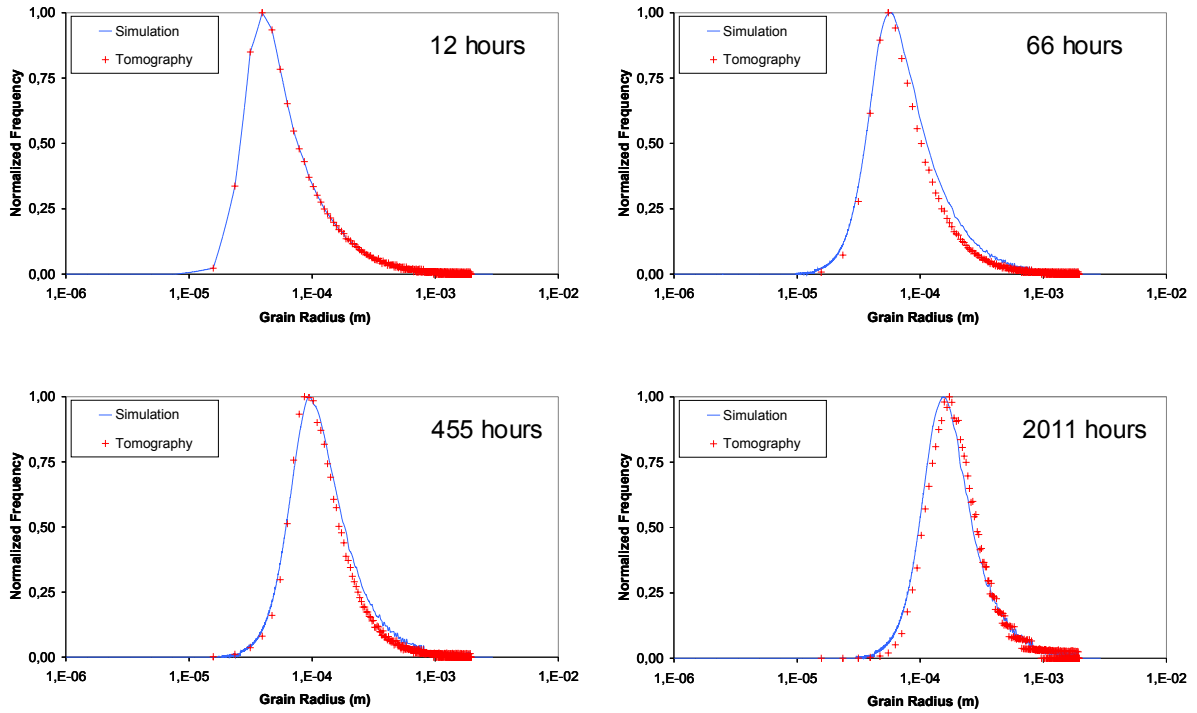 1,00
0,75
0,50
0,25
0,00
Normalized Frequency
Simulation
Tomography
12 hours
1,E-06 1,E-05 1,E-04 1,E-03 1,E-02
Grain Radius (m)
1,00
0,75
0,50
0,25
0,00
Normalized Frequency
Simulation
Tomography
66 hours
1,E-06 1,E-05 1,E-04 1,E-03 1,E-02
Grain Radius (m)
1,00
0,75
0,50
0,25
0,00
Normalized Frequency
Simulation
Tomography
455 hours
1,E-06 1,E-05 1,E-04 1,E-03 1,E-02
Grain Radius (m)
1,00
0,75
0,50
0,25
0,00
Normalized Frequency
Simulation
Tomography
2011 hours
1,E-06 1,E-05 1,E-04 1,E-03 1,E-02
Grain Radius (m)